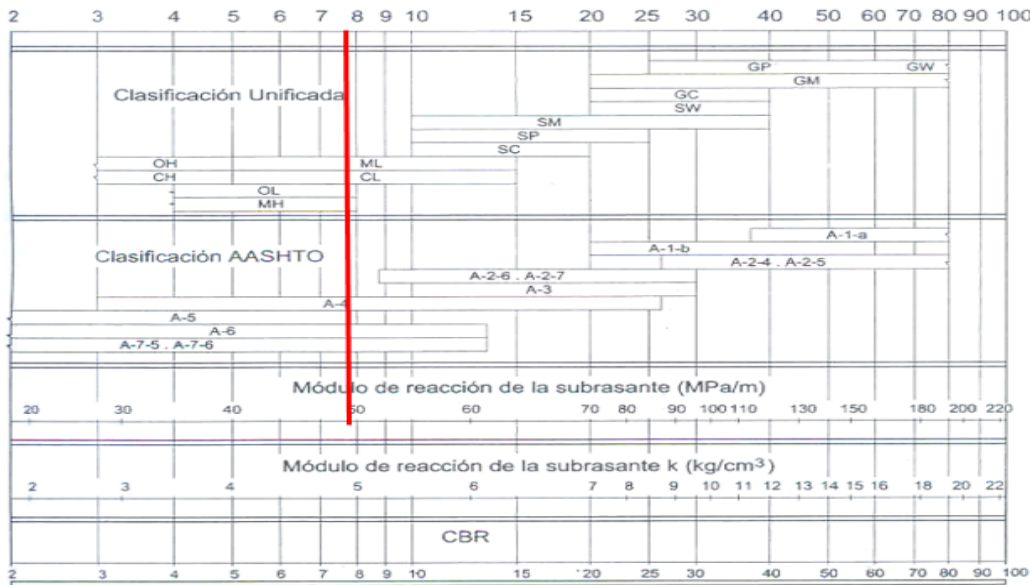 2 3 4 5 6 7 8 9 10 15 20 25 30 40 50 60 70 80 90 100
GP GW
Clasificación Unificada GM
GC
SW
SM
SP
SC
OH ML
CH CL
OL
MH
A-1-a
Clasificación AASHTO A-1-b
A-2-4 . A-2-5
A-2-6 . A-2-7
A-3
A-4
A-5
A-6
A-7-5 . A-7-6
Módulo de reacción de la subrasante (MPa/m)
20 30 40 50 60 70 80 90 100 110 130 150 180 200 220
Módulo de reacción de la subrasante k (kg/cm³)
2 3 4 5 6 7 8 9 10 11 12 13 14 15 16 18 20 22
CBR
2 3 4 5 6 7 8 9 10 15 20 25 30 40 50 60 70 80 90 100